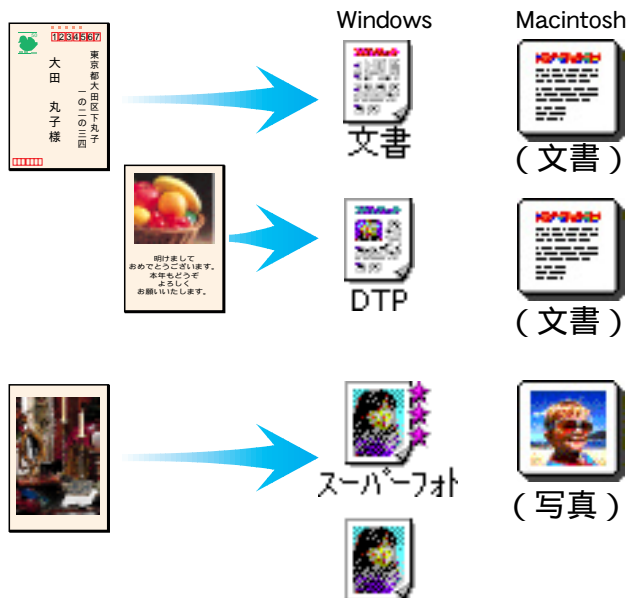 Windows
Macintosh
1234567
東京都大田区下丸子
一の二の三四
大田 丸子様
文書
(文書)
明けまして
おめでとうございます。
本年もどうぞ
よろしく
お願いいたします。
DTP
(文書)
スーパーフォト
(写真)